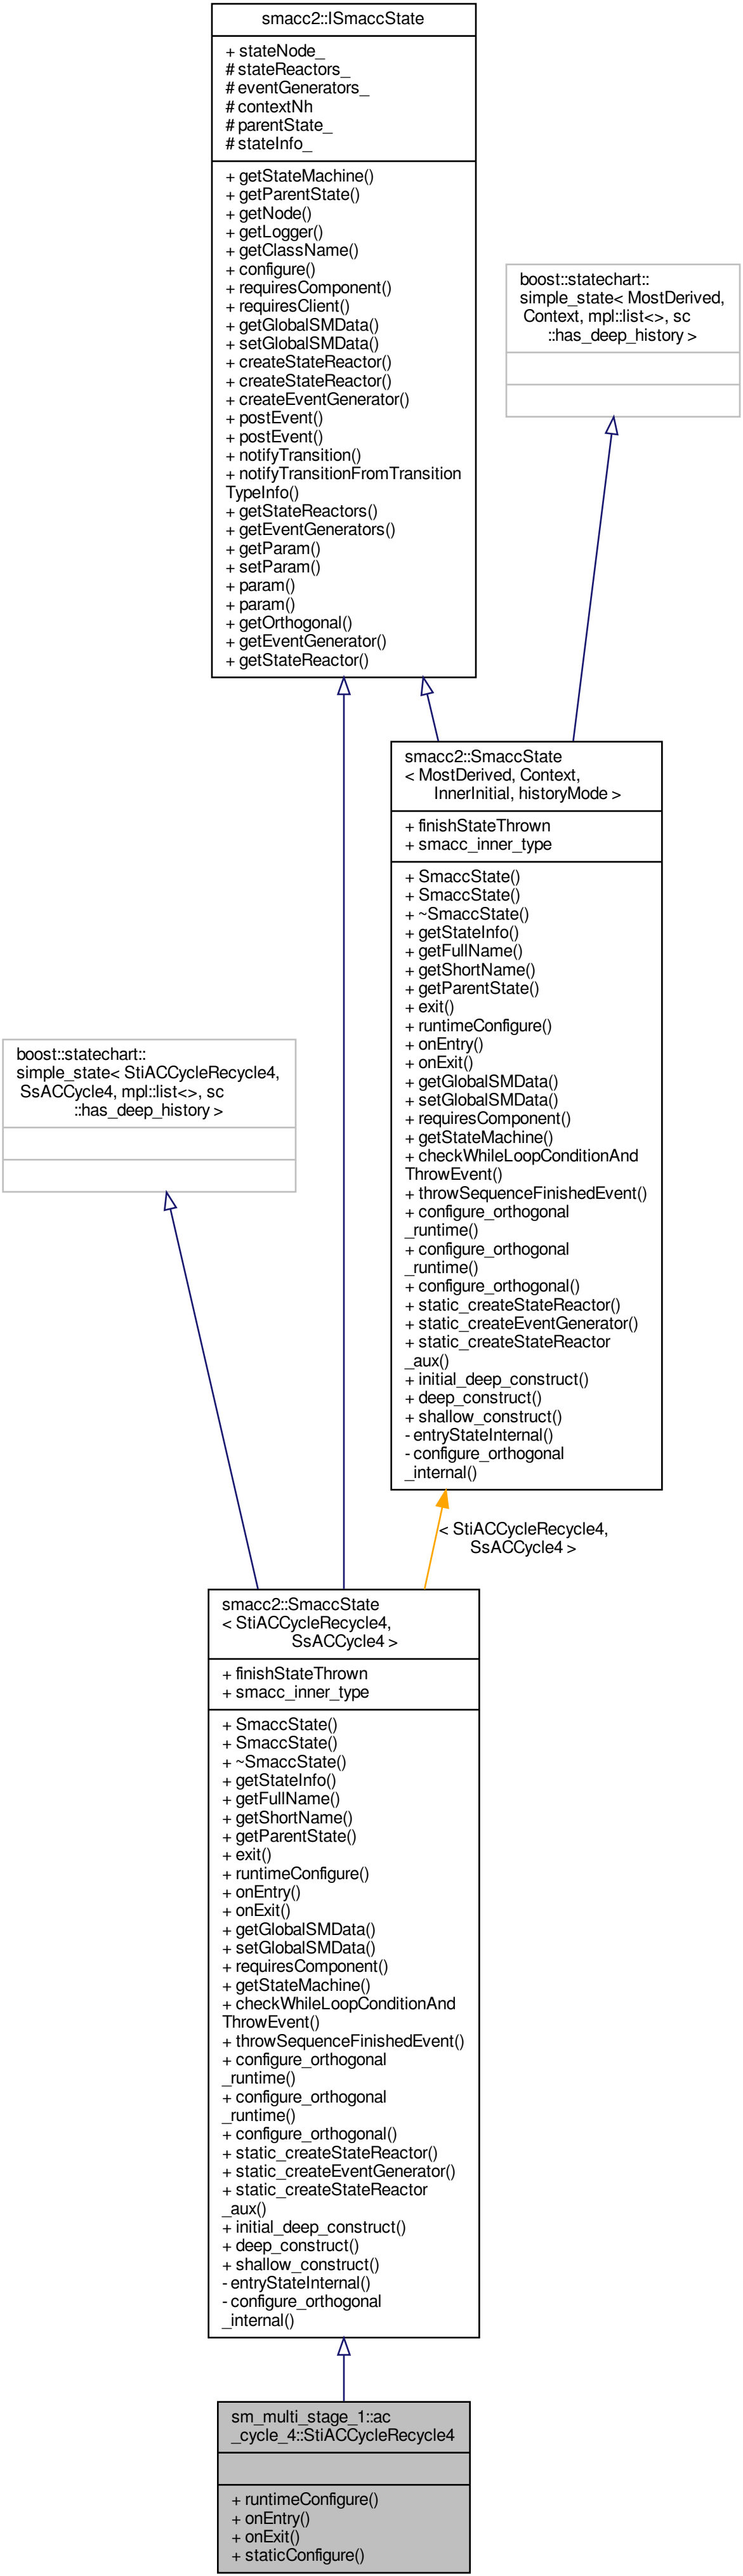 smacc2::ISmaccState
+ stateNode_
# stateReactors_
# eventGenerators_
# contextNh
# parentState_
# stateInfo_
+ getStateMachine()
+ getParentState()
+ getNode()
+ getLogger()
+ getClassName()
+ configure()
+ requiresComponent()
+ requiresClient()
+ getGlobalSMData()
+ setGlobalSMData()
+ createStateReactor()
+ createStateReactor()
+ createEventGenerator()
+ postEvent()
+ postEvent()
+ notifyTransition()
+ notifyTransitionFromTransition
TypeInfo()
+ getStateReactors()
+ getEventGenerators()
+ getParam()
+ setParam()
+ param()
+ param()
+ getOrthogonal()
+ getEventGenerator()
+ getStateReactor()
boost::statechart::
simple_state< MostDerived,
Context, mpl::list<>, sc
::has_deep_history >
smacc2::SmaccState
< MostDerived, Context,
InnerInitial, historyMode >
+ finishStateThrown
+ smacc_inner_type
+ SmaccState()
+ SmaccState()
+ ~SmaccState()
+ getStateInfo()
+ getFullName()
+ getShortName()
+ getParentState()
+ exit()
+ runtimeConfigure()
+ onEntry()
+ onExit()
+ getGlobalSMData()
+ setGlobalSMData()
+ requiresComponent()
+ getStateMachine()
+ checkWhileLoopConditionAnd
ThrowEvent()
+ throwSequenceFinishedEvent()
+ configure_orthogonal
_runtime()
+ configure_orthogonal
_runtime()
+ configure_orthogonal()
+ static_createStateReactor()
+ static_createEventGenerator()
+ static_createStateReactor
_aux()
+ initial_deep_construct()
+ deep_construct()
+ shallow_construct()
- entryStateInternal()
- configure_orthogonal
_internal()
boost::statechart::
simple_state< StiACCycleRecycle4,
SsACCycle4, mpl::list<>, sc
::has_deep_history >
< StiACCycleRecycle4,
SsACCycle4 >
smacc2::SmaccState
< StiACCycleRecycle4,
SsACCycle4 >
+ finishStateThrown
+ smacc_inner_type
+ SmaccState()
+ SmaccState()
+ ~SmaccState()
+ getStateInfo()
+ getFullName()
+ getShortName()
+ getParentState()
+ exit()
+ runtimeConfigure()
+ onEntry()
+ onExit()
+ getGlobalSMData()
+ setGlobalSMData()
+ requiresComponent()
+ getStateMachine()
+ checkWhileLoopConditionAnd
ThrowEvent()
+ throwSequenceFinishedEvent()
+ configure_orthogonal
_runtime()
+ configure_orthogonal
_runtime()
+ configure_orthogonal()
+ static_createStateReactor()
+ static_createEventGenerator()
+ static_createStateReactor
_aux()
+ initial_deep_construct()
+ deep_construct()
+ shallow_construct()
- entryStateInternal()
- configure_orthogonal
_internal()
sm_multi_stage_1::ac
_cycle_4::StiACCycleRecycle4
+ runtimeConfigure()
+ onEntry()
+ onExit()
+ staticConfigure()